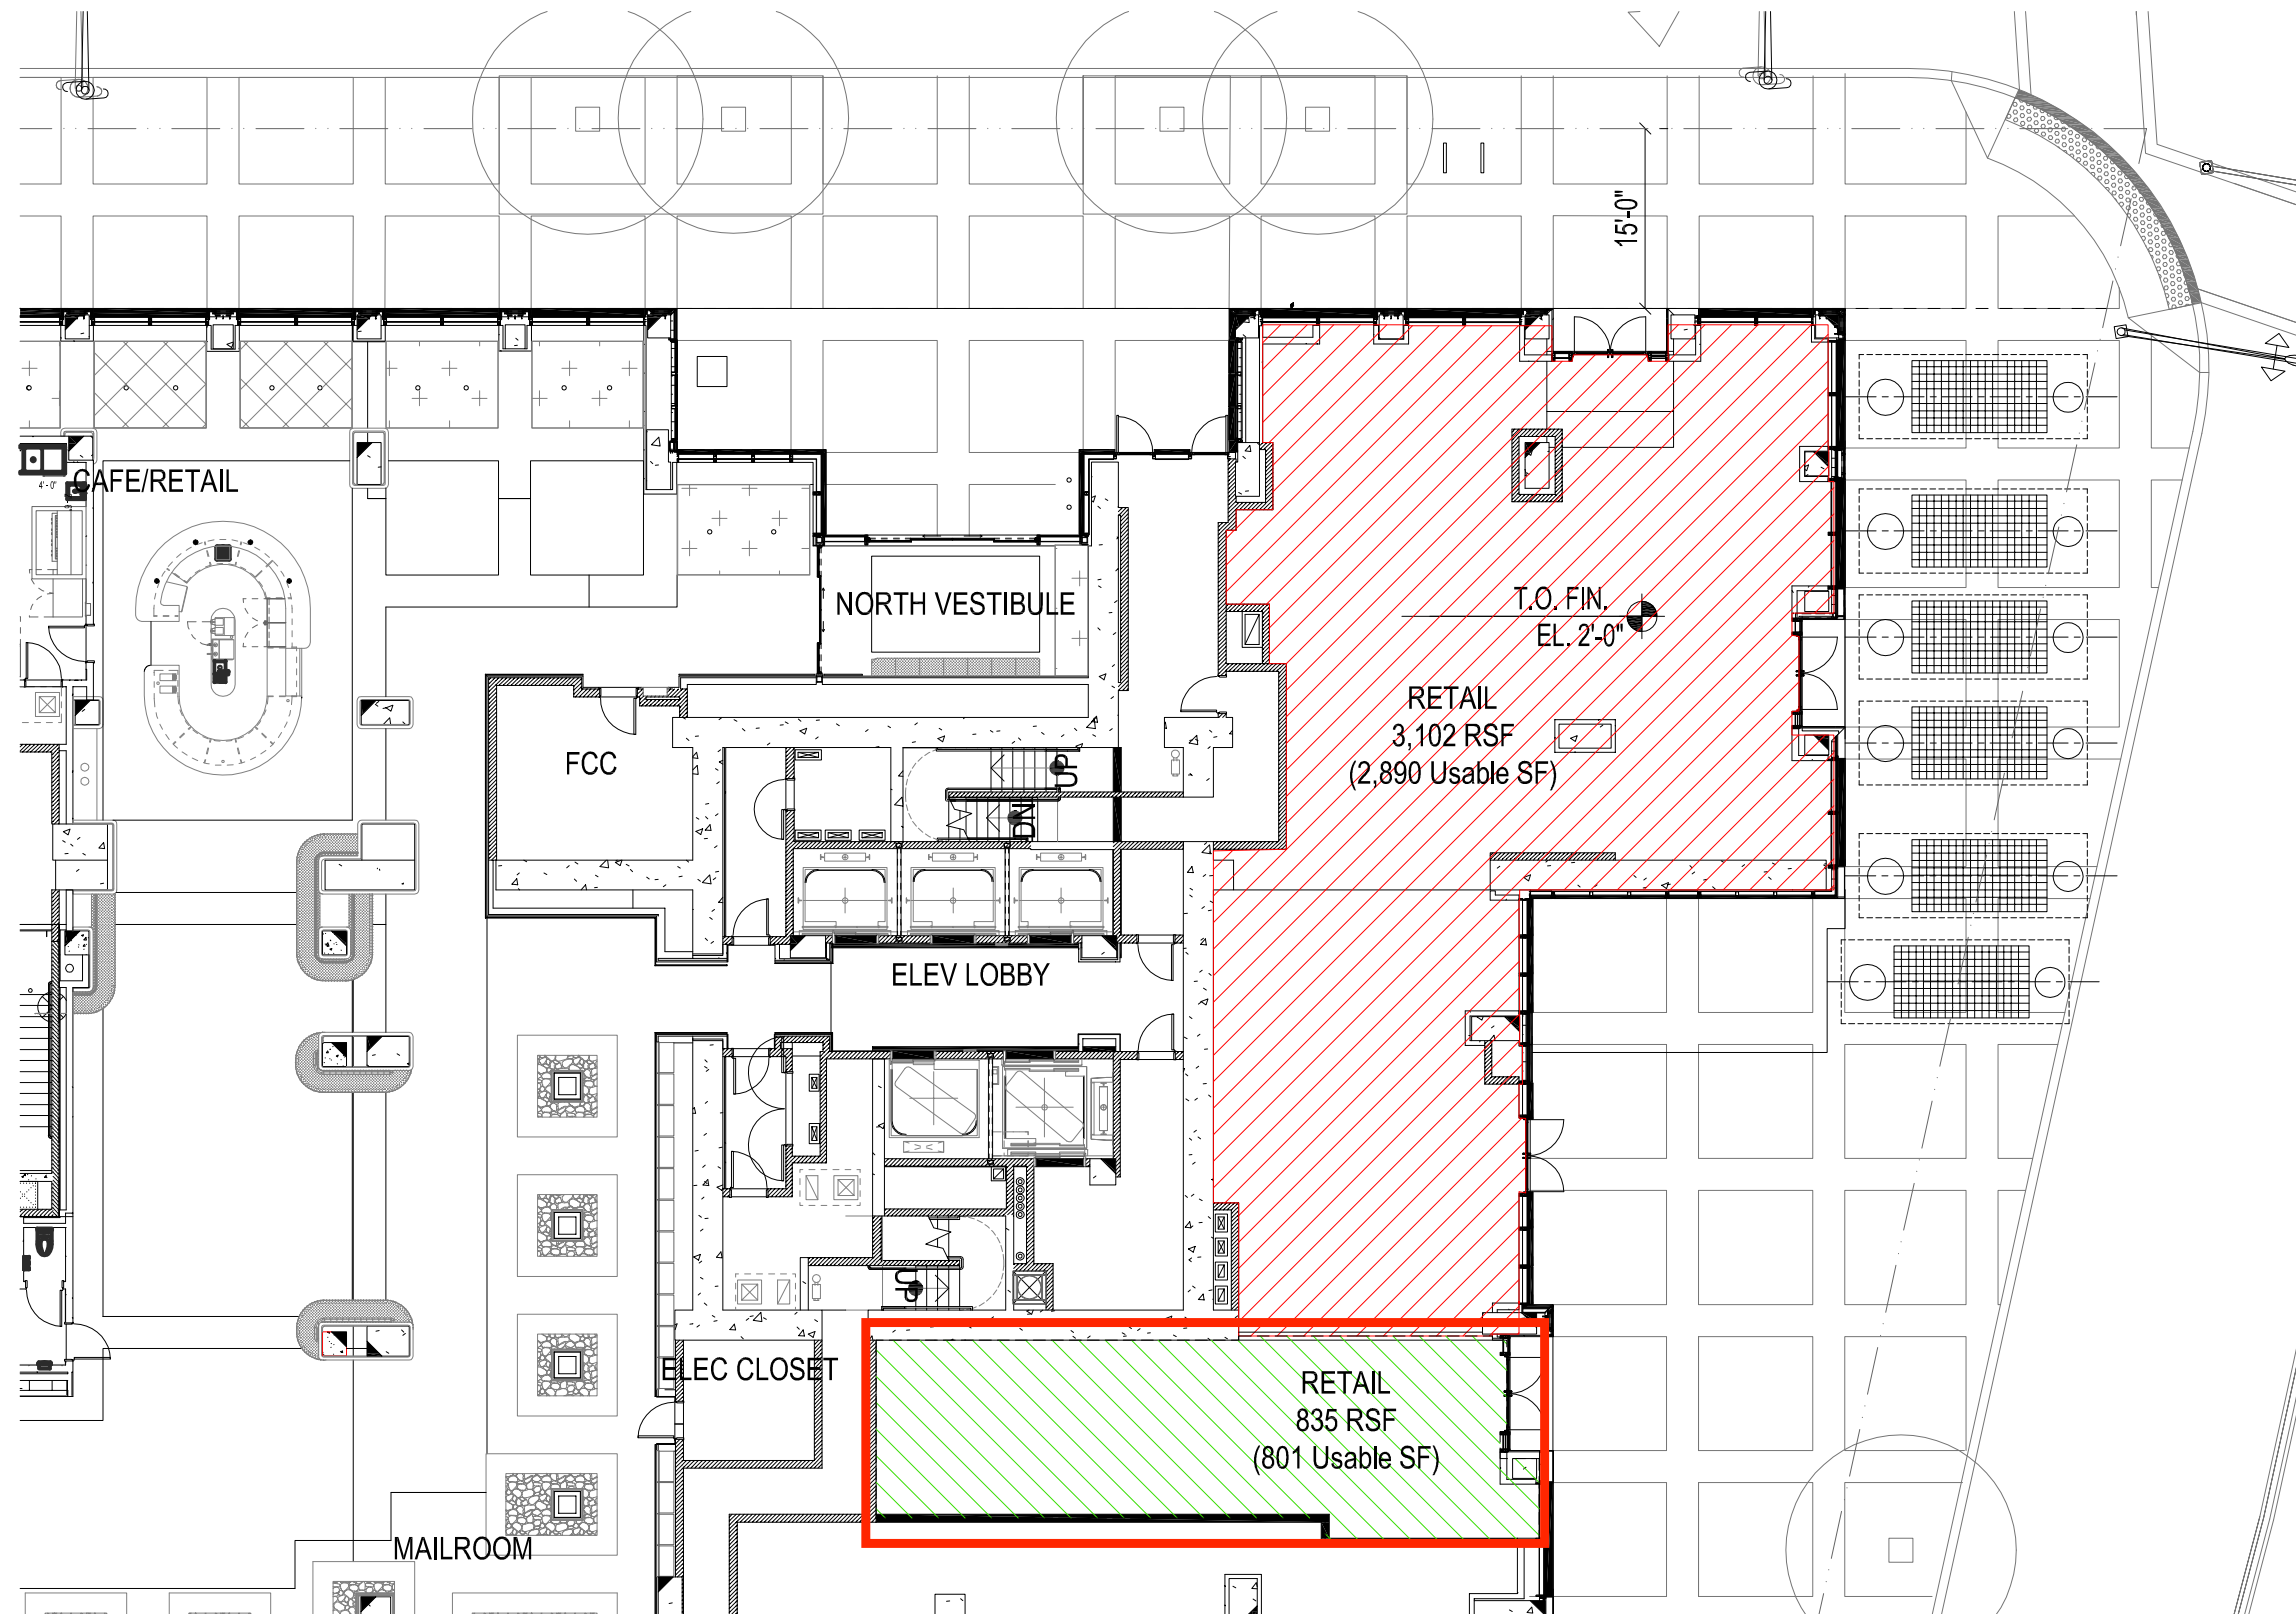 15'-0"
CAFE/RETAIL
4'-0"
NORTH VESTIBULE
T.O. FIN.
EL. 2'-0"
RETAIL
3,102 RSF
(2,890 Usable SF)
FCC
UP
DN
ELEV LOBBY
UP
ELEC CLOSET
RETAIL
835 RSF
(801 Usable SF)
MAILROOM